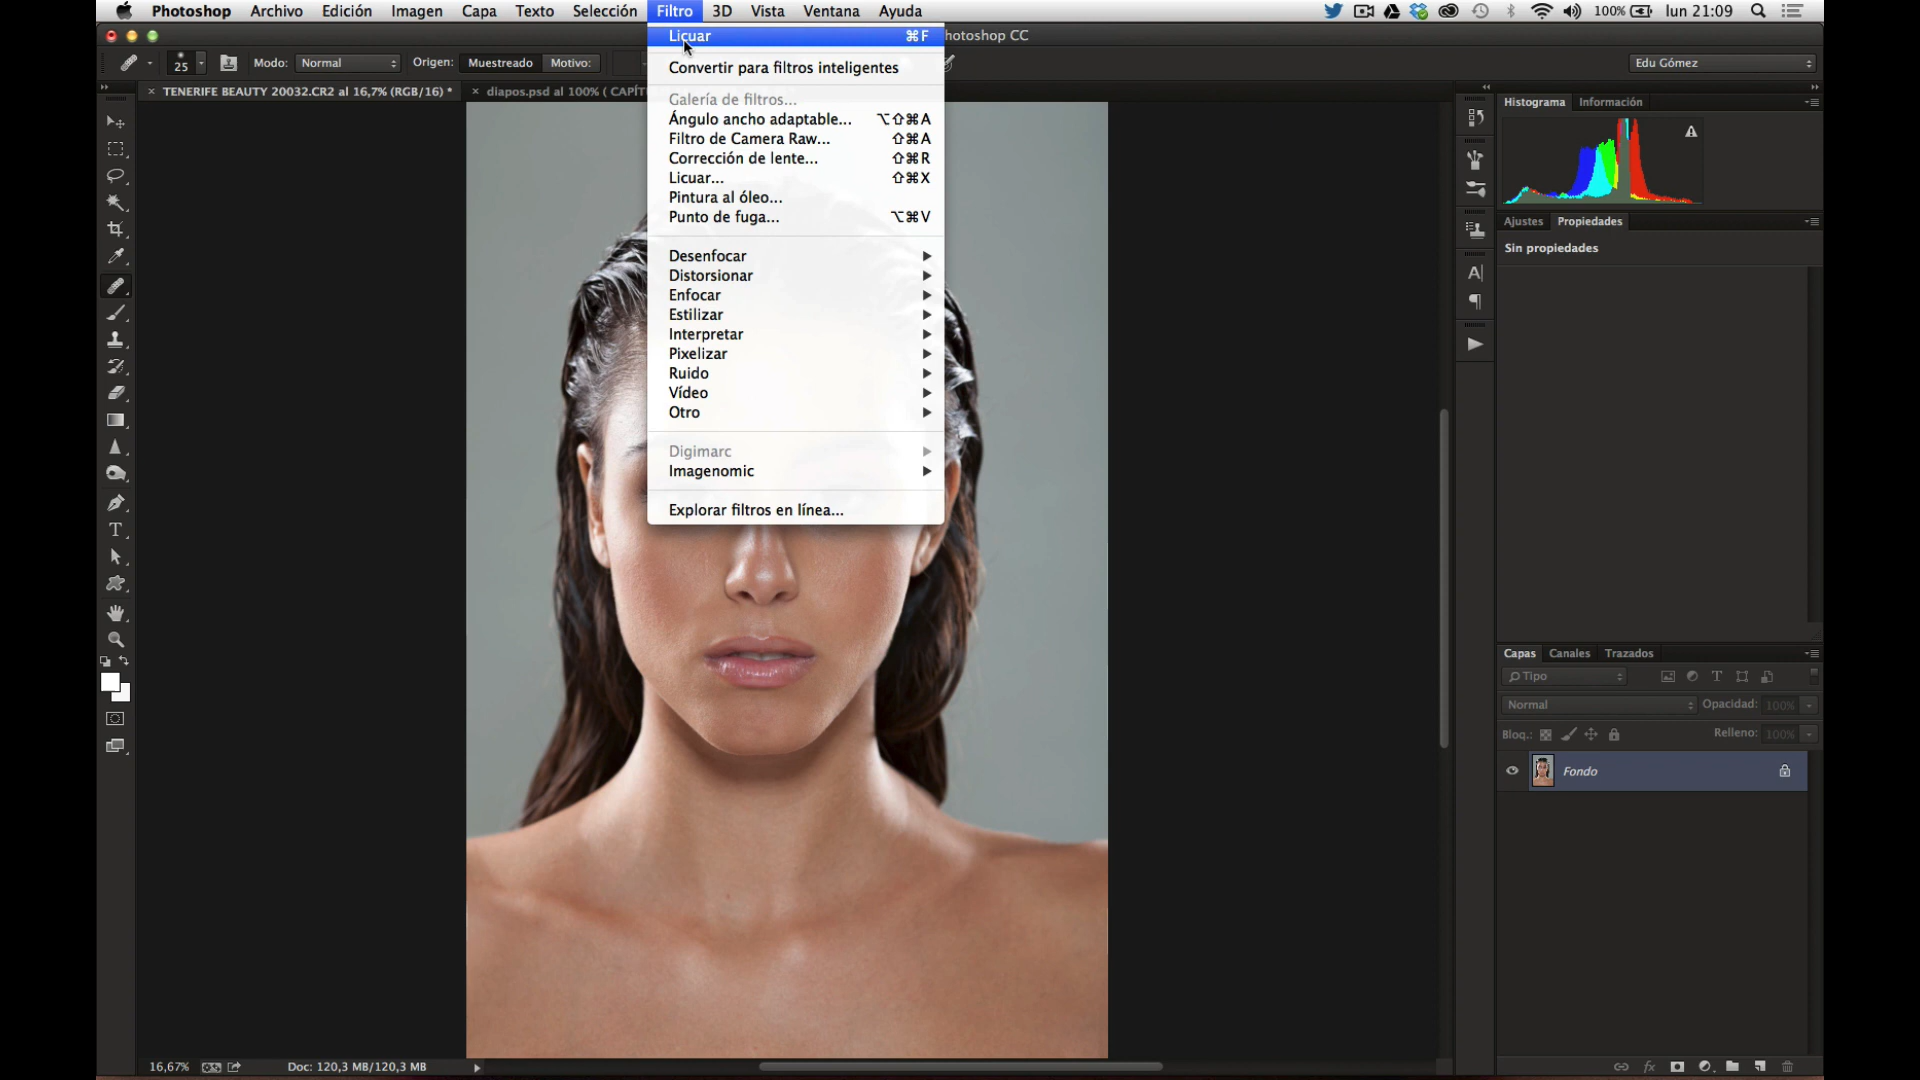 Photoshop Archivo Edición Imagen Capa Texto Selección Filtro 3D Vista Ventana Ayuda 100% lun 21:09
hotoshop CC
25 Modo: Normal Origen: Muestreado Motivo: Edu Gómez
× TENERIFE BEAUTY 20032.CR2 al 16,7% (RGB/16) * × diapos.psd al 100% ( CAPÍT
Licuar ⌘F
Convertir para filtros inteligentes
Galería de filtros...
Ángulo ancho adaptable... ⌥⇧⌘A
Filtro de Camera Raw... ⇧⌘A
Corrección de lente... ⇧⌘R
Licuar... ⇧⌘X
Pintura al óleo...
Punto de fuga... ⌥⌘V
Desenfocar
Distorsionar
Enfocar
Estilizar
Interpretar
Pixelizar
Ruido
Vídeo
Otro
Digimarc
Imagenomic
Explorar filtros en línea...
Histograma Información
Ajustes Propiedades
Sin propiedades
Capas Canales Trazados
Tipo
Normal Opacidad: 100%
Bloq.: Relleno: 100%
Fondo
16,67% Doc: 120,3 MB/120,3 MB